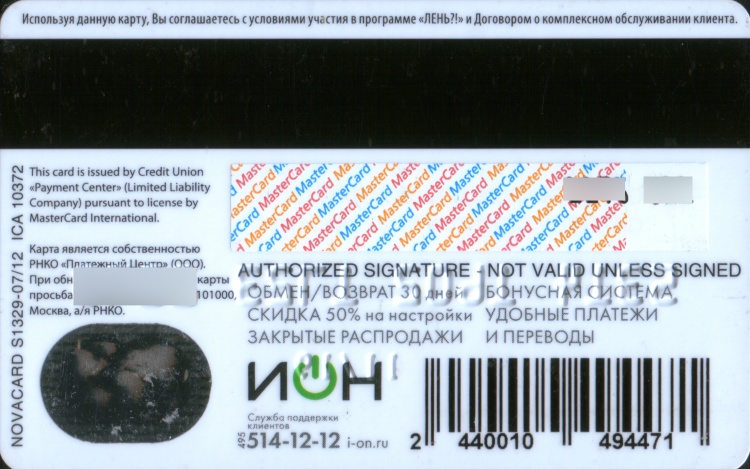 Используя данную карту, Вы соглашаетесь с условиями участия в программе «ЛЕНЬ?!» и Договором о комплексном обслуживании клиента.
NOVACARD S1329-07/12 ICA 10372
This card is issued by Credit Union
«Payment Center» (Limited Liability
Company) pursuant to license by
MasterCard International.
Карта является собственностью
РНКО «Платежный Центр» (ООО).
При обн карты
просьба 101000,
Москва, а/я РНКО.
MasterCard MasterCard MasterCard MasterCard
AUTHORIZED SIGNATURE - NOT VALID UNLESS SIGNED
ОБМЕН/ВОЗВРАТ 30 дней БОНУСНАЯ СИСТЕМА
СКИДКА 50% на настройки УДОБНЫЕ ПЛАТЕЖИ
ЗАКРЫТЫЕ РАСПРОДАЖИ И ПЕРЕВОДЫ
ИОН
Служба поддержки
клиентов
495 514-12-12 i-on.ru
2 440010 494471